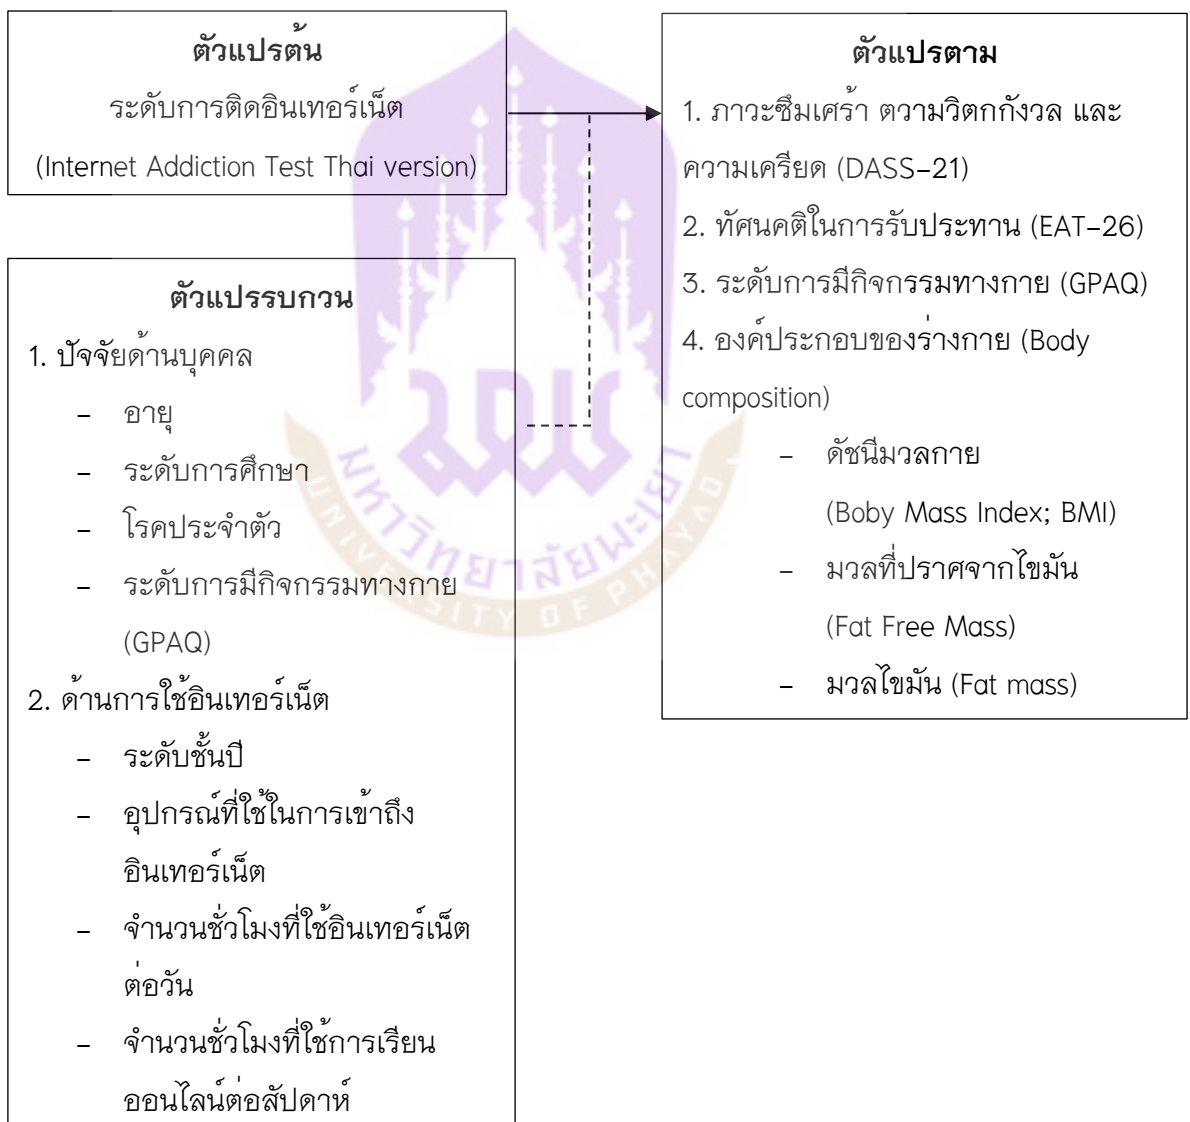 ตัวแปรต้น
ระดับการติดอินเทอร์เน็ต
(Internet Addiction Test Thai version)
ตัวแปรรบกวน
1. ปัจจัยด้านบุคคล
– อายุ
– ระดับการศึกษา
– โรคประจำตัว
– ระดับการมีกิจกรรมทางกาย
(GPAQ)
2. ด้านการใช้อินเทอร์เน็ต
– ระดับชั้นปี
– อุปกรณ์ที่ใช้ในการเข้าถึง
อินเทอร์เน็ต
– จำนวนชั่วโมงที่ใช้อินเทอร์เน็ต
ต่อวัน
– จำนวนชั่วโมงที่ใช้การเรียน
ออนไลน์ต่อสัปดาห์
ตัวแปรตาม
1. ภาวะซึมเศร้า ตวามวิตกกังวล และ
ความเครียด (DASS–21)
2. ทัศนคติในการรับประทาน (EAT–26)
3. ระดับการมีกิจกรรมทางกาย (GPAQ)
4. องค์ประกอบของร่างกาย (Body
composition)
– ดัชนีมวลกาย
(Boby Mass Index; BMI)
– มวลที่ปราศจากไขมัน
(Fat Free Mass)
– มวลไขมัน (Fat mass)
มหาวิทยาลัยพะเยา
UNIVERSITY OF PHAYAO